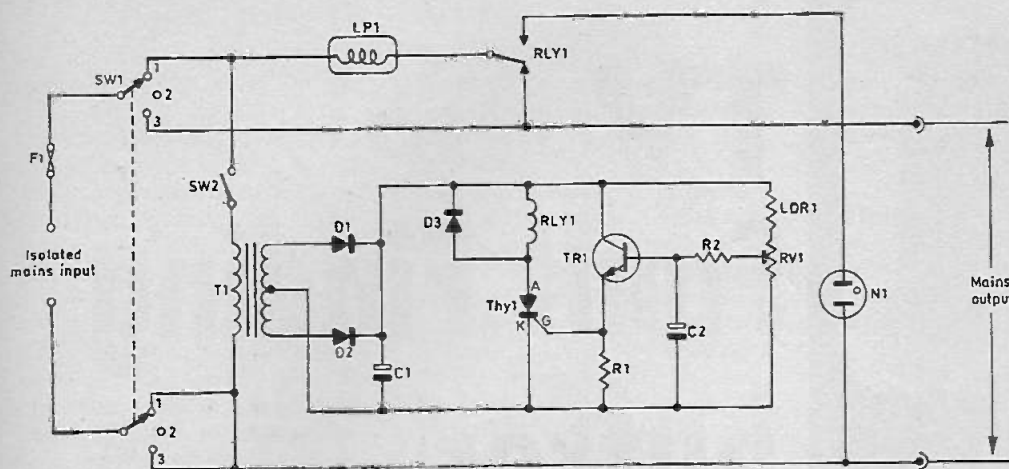 LP1
RLY1
SW1
1
2
3
F1
SW2
Isolated
mains input
T1
D1
D2
C1
D3
RLY1
A
Thy1
K
G
TR1
R1
R2
C2
LDR1
RV1
N1
Mains
output
1
2
3